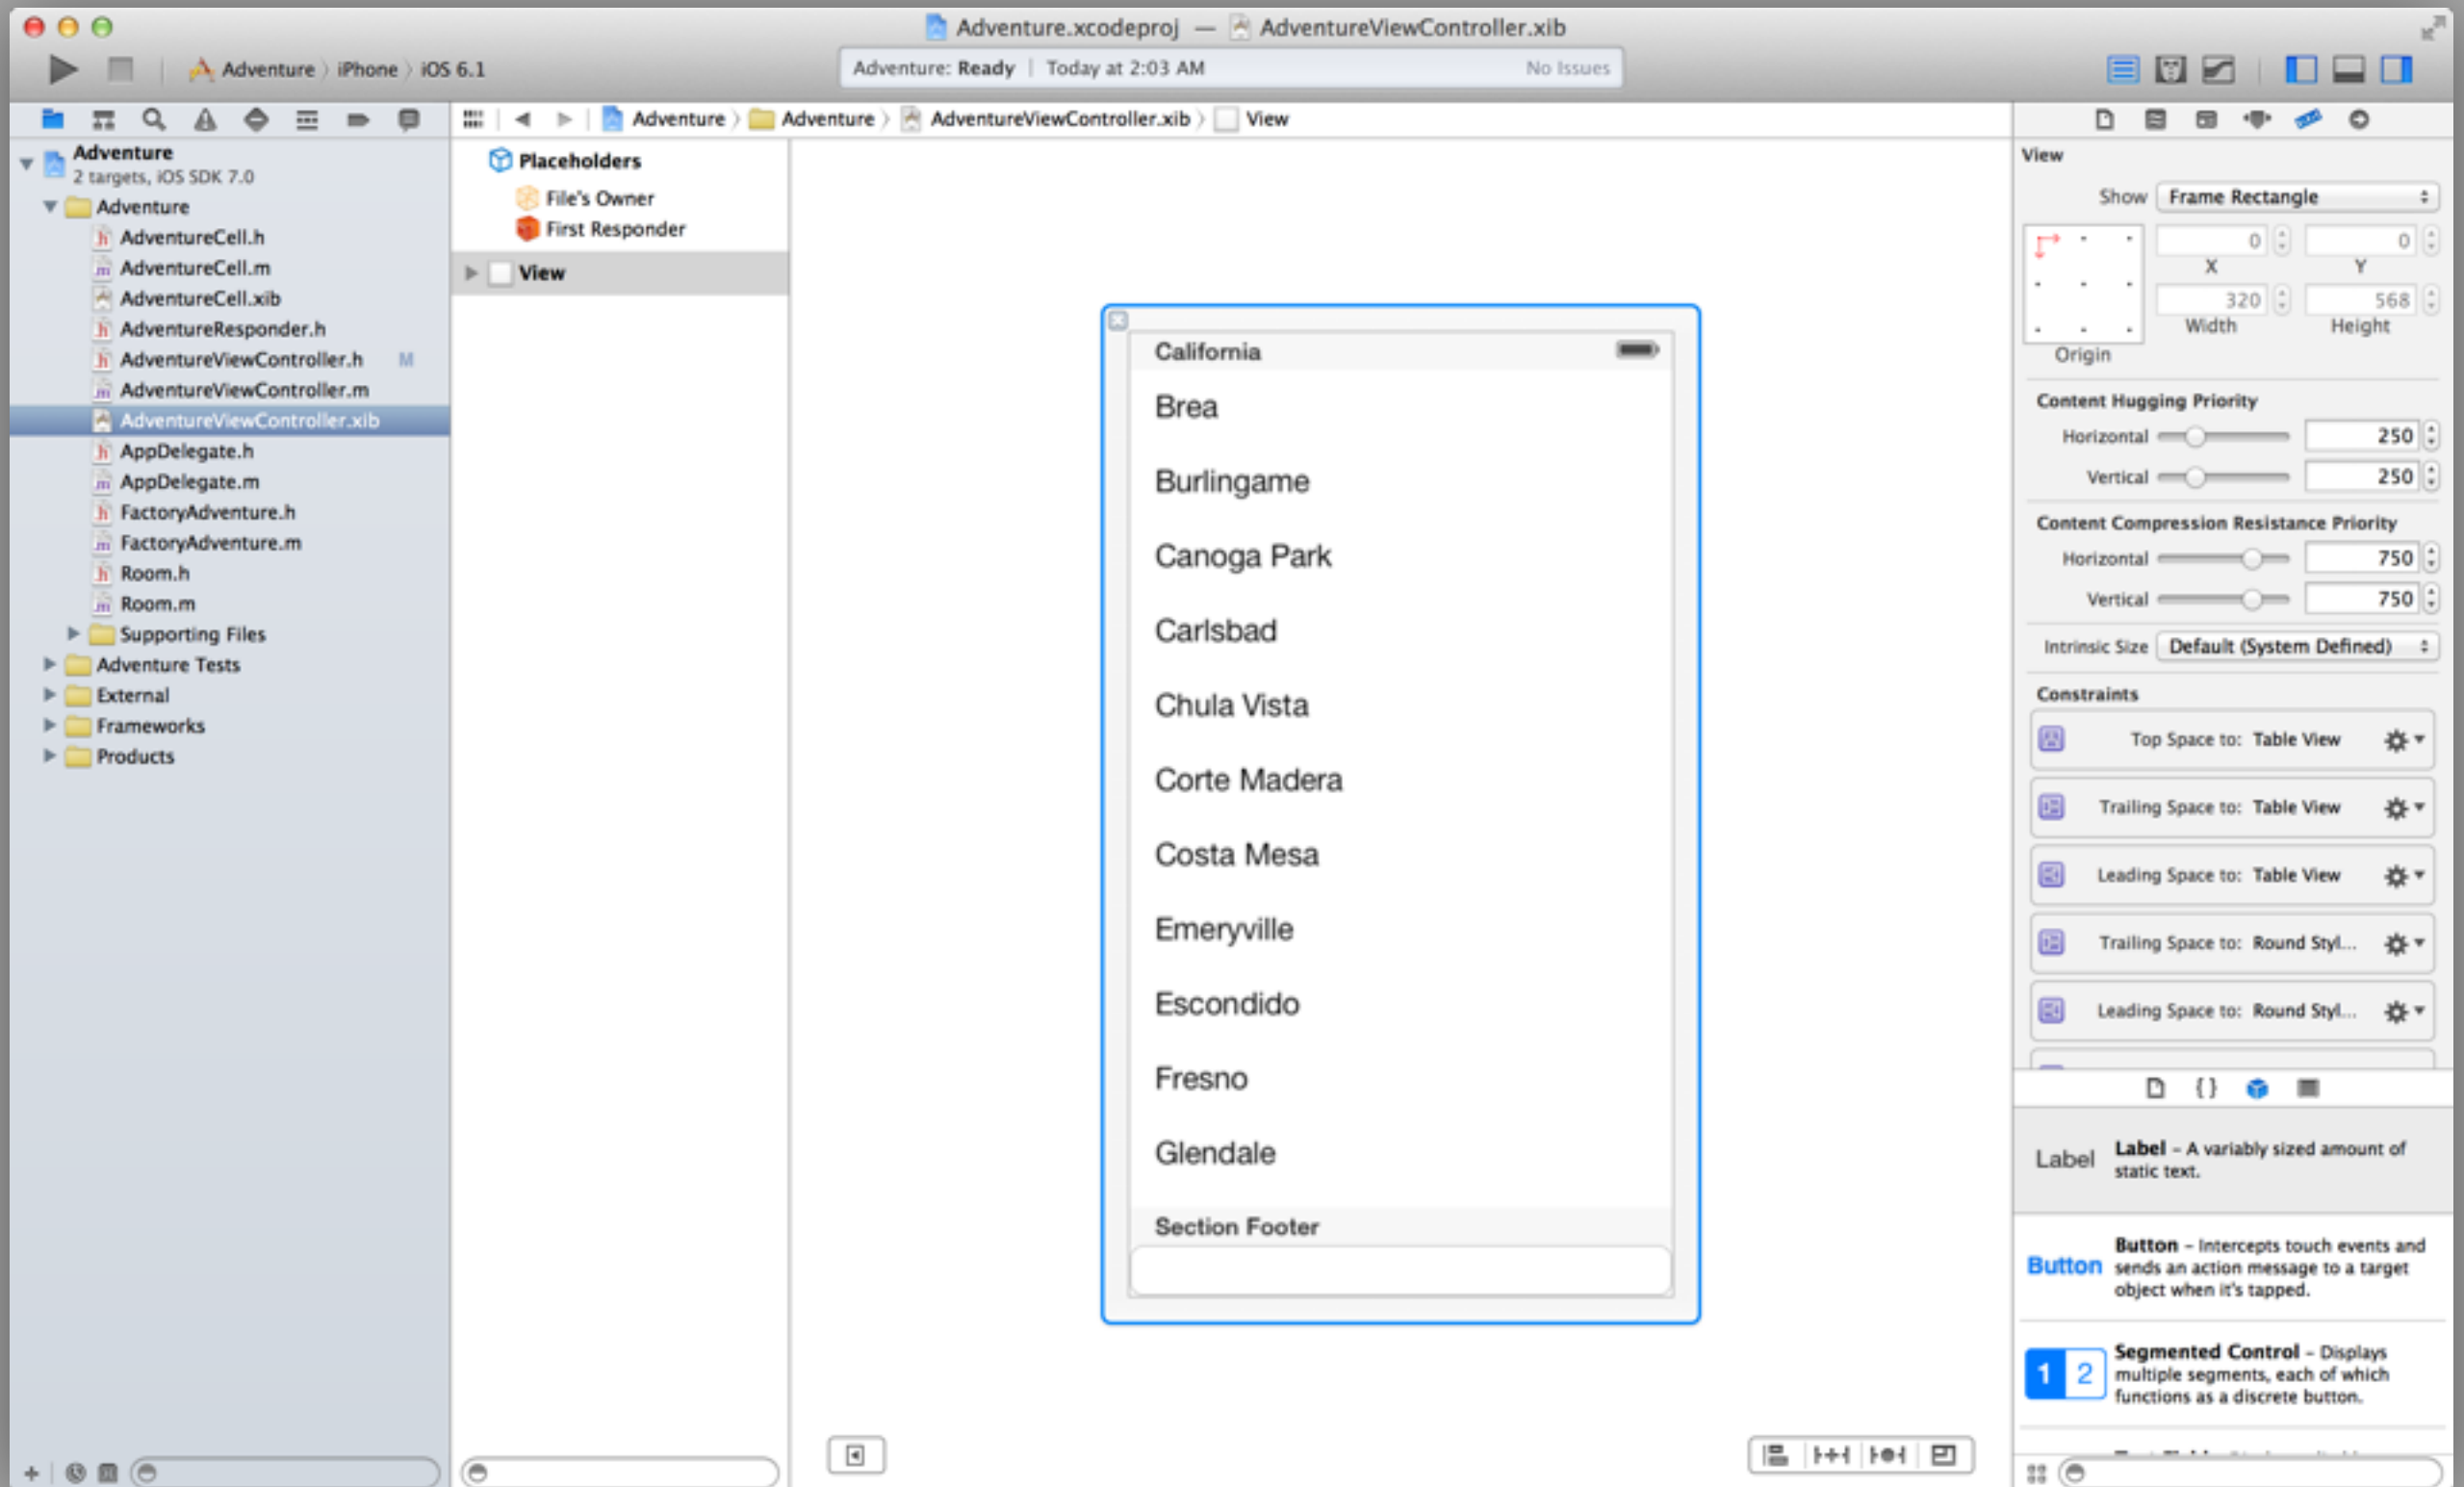 Adventure.xcodeproj — AdventureViewController.xib
Adventure 〉 iPhone 〉 iOS 6.1
Adventure: Ready | Today at 2:03 AM
No Issues
Adventure 〉 Adventure 〉 AdventureViewController.xib 〉 View
Adventure
2 targets, iOS SDK 7.0
Adventure
AdventureCell.h
AdventureCell.m
AdventureCell.xib
AdventureResponder.h
AdventureViewController.h M
AdventureViewController.m
AdventureViewController.xib
AppDelegate.h
AppDelegate.m
FactoryAdventure.h
FactoryAdventure.m
Room.h
Room.m
Supporting Files
Adventure Tests
External
Frameworks
Products
Placeholders
File's Owner
First Responder
View
California
Brea
Burlingame
Canoga Park
Carlsbad
Chula Vista
Corte Madera
Costa Mesa
Emeryville
Escondido
Fresno
Glendale
Section Footer
View
Show Frame Rectangle
0 0
X Y
320 568
Width Height
Origin
Content Hugging Priority
Horizontal 250
Vertical 250
Content Compression Resistance Priority
Horizontal 750
Vertical 750
Intrinsic Size Default (System Defined)
Constraints
Top Space to: Table View
Trailing Space to: Table View
Leading Space to: Table View
Trailing Space to: Round Styl...
Leading Space to: Round Styl...
{ }
Label
Label – A variably sized amount of
static text.
Button
Button – Intercepts touch events and
sends an action message to a target
object when it's tapped.
1 2
Segmented Control – Displays
multiple segments, each of which
functions as a discrete button.